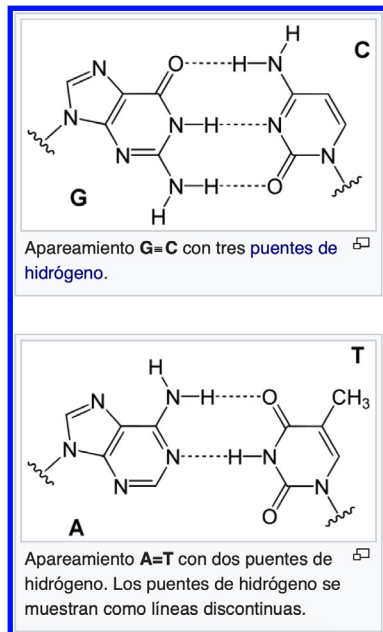 H
N
O
H
N
C
N
N
H
N
N
N
N
O
N
H
G
H
Apareamiento G≡C con tres puentes de
hidrógeno.
T
H
N
H
O
CH3
N
N
N
H
N
N
N
O
A
Apareamiento A=T con dos puentes de
hidrógeno. Los puentes de hidrógeno se
muestran como líneas discontinuas.